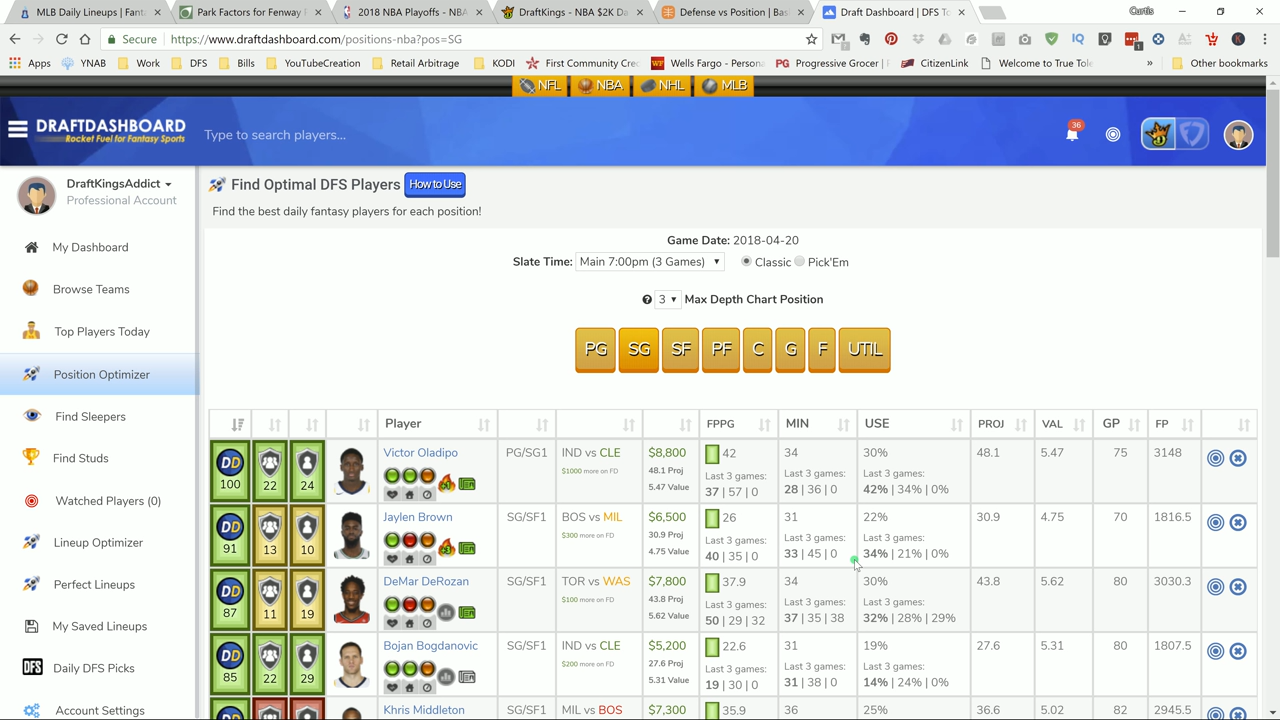 MLB Daily Lineups | Fanta
Park Factors for Fenway F
2018 NBA Playoffs - NBA
DraftKings - NBA $2K Da
Defense vs Position | Bas
Draft Dashboard | DFS To
Curtis
Secure
https://www.draftdashboard.com/positions-nba?pos=SG
Apps
YNAB
Work
DFS
Bills
YouTubeCreation
Retail Arbitrage
KODI
First Community Cre
Wells Fargo - Persona
Progressive Grocer |
CitizenLink
Welcome to True Tole
Other bookmarks
NFL
NBA
NHL
MLB
DRAFTDASHBOARD
Rocket Fuel for Fantasy Sports
Type to search players...
36
DraftKingsAddict
Professional Account
My Dashboard
Browse Teams
Top Players Today
Position Optimizer
Find Sleepers
Find Studs
Watched Players (0)
Lineup Optimizer
Perfect Lineups
My Saved Lineups
DFS Daily DFS Picks
Account Settings
Find Optimal DFS Players
How to Use
Find the best daily fantasy players for each position!
Game Date: 2018-04-20
Slate Time: Main 7:00pm (3 Games)
Classic
Pick'Em
3 Max Depth Chart Position
PG
SG
SF
PF
C
G
F
UTIL
Player FPPG MIN USE PROJ VAL GP FP
DD 100 22 24
Victor Oladipo
PG/SG1
IND vs CLE
$1000 more on FD
$8,800
48.1 Proj
5.47 Value
42
Last 3 games:
37 | 57 | 0
34
Last 3 games:
28 | 36 | 0
30%
Last 3 games:
42% | 34% | 0%
48.1 5.47 75 3148
DD 91 13 10
Jaylen Brown
SG/SF1
BOS vs MIL
$300 more on FD
$6,500
30.9 Proj
4.75 Value
26
Last 3 games:
40 | 35 | 0
31
Last 3 games:
33 | 45 | 0
22%
Last 3 games:
34% | 21% | 0%
30.9 4.75 70 1816.5
DD 87 11 19
DeMar DeRozan
SG/SF1
TOR vs WAS
$100 more on FD
$7,800
43.8 Proj
5.62 Value
37.9
Last 3 games:
50 | 29 | 32
34
Last 3 games:
37 | 35 | 38
30%
Last 3 games:
32% | 28% | 29%
43.8 5.62 80 3030.3
DD 85 22 29
Bojan Bogdanovic
SG/SF1
IND vs CLE
$200 more on FD
$5,200
27.6 Proj
5.31 Value
22.6
Last 3 games:
19 | 30 | 0
31
Last 3 games:
31 | 38 | 0
19%
Last 3 games:
14% | 24% | 0%
27.6 5.31 80 1807.5
Khris Middleton
SG/SF1
MIL vs BOS
$7,300
35.9
36
25%
36.6 5.02 82 2945.5